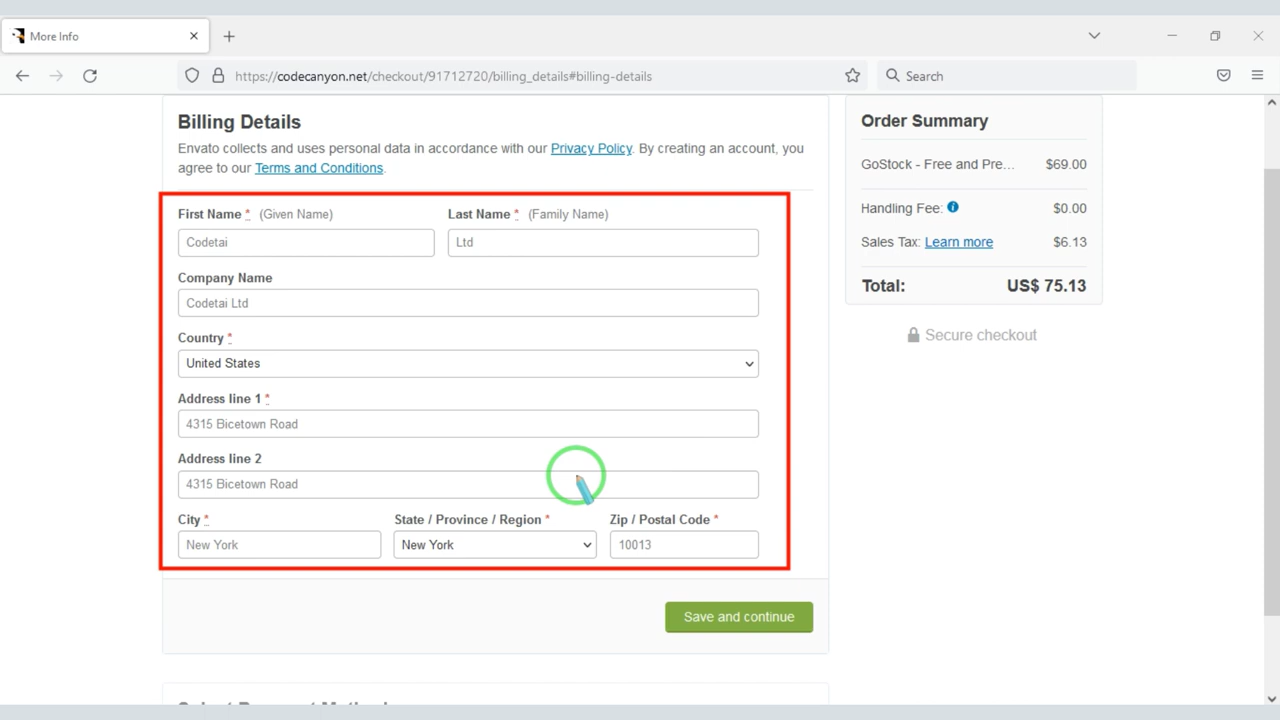 More Info
https://codecanyon.net/checkout/91712720/billing_details#billing-details
Search
Billing Details
Envato collects and uses personal data in accordance with our Privacy Policy. By creating an account, you
agree to our Terms and Conditions.
First Name * (Given Name)
Last Name * (Family Name)
Codetai
Ltd
Company Name
Codetai Ltd
Country *
United States
Address line 1 *
4315 Bicetown Road
Address line 2
4315 Bicetown Road
City *
State / Province / Region *
Zip / Postal Code *
New York
New York
10013
Save and continue
Order Summary
GoStock - Free and Pre... $69.00
Handling Fee: $0.00
Sales Tax: Learn more $6.13
Total: US$ 75.13
Secure checkout